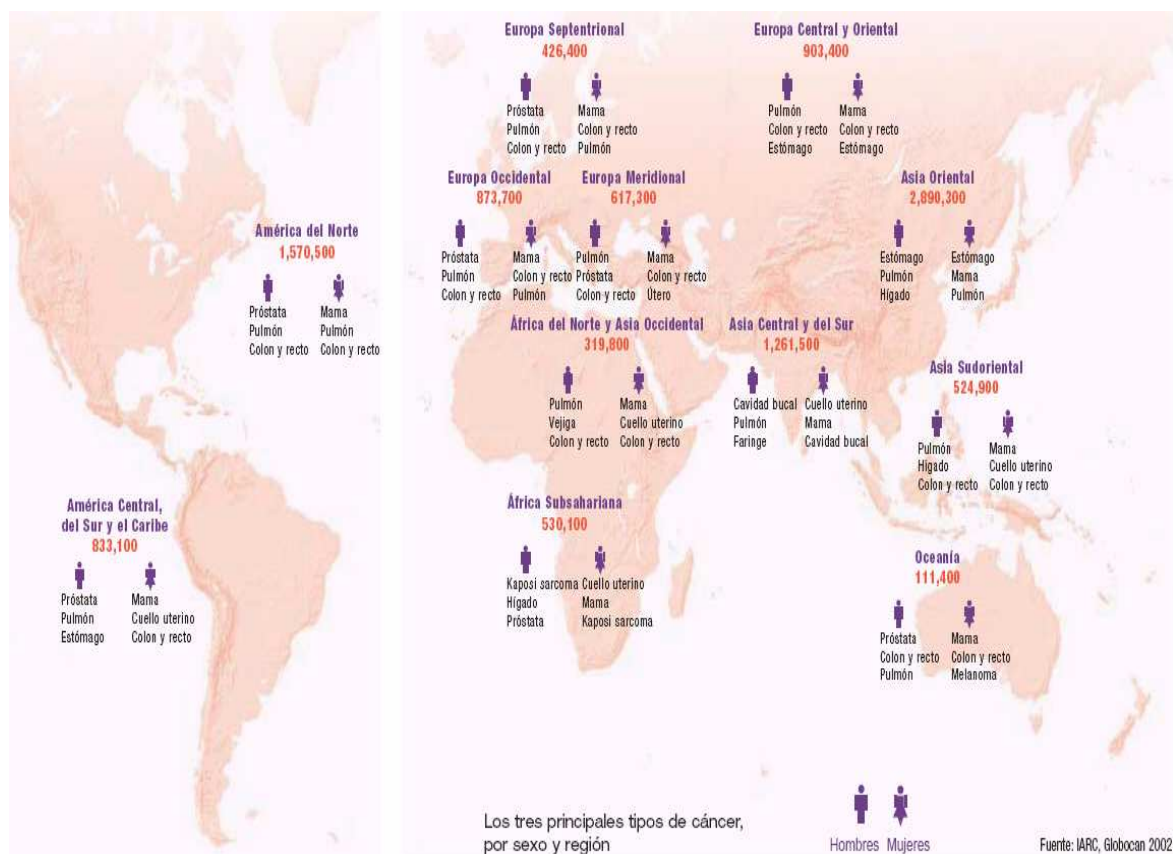 Europa Septentrional
426,400
Próstata
Pulmón
Colon y recto
Mama
Colon y recto
Pulmón
Europa Central y Oriental
903,400
Pulmón
Colon y recto
Estómago
Mama
Colon y recto
Estómago
Europa Occidental
873,700
Próstata
Pulmón
Colon y recto
Mama
Colon y recto
Pulmón
Europa Meridional
617,300
Pulmón
Próstata
Colon y recto
Mama
Colon y recto
Útero
Asia Oriental
2,890,300
Estómago
Pulmón
Hígado
Estómago
Mama
Pulmón
América del Norte
1,570,500
Próstata
Pulmón
Colon y recto
Mama
Pulmón
Colon y recto
África del Norte y Asia Occidental
319,800
Pulmón
Vejiga
Colon y recto
Mama
Cuello uterino
Colon y recto
Asia Central y del Sur
1,261,500
Cavidad bucal
Pulmón
Faringe
Cuello uterino
Mama
Cavidad bucal
Asia Sudoriental
524,900
Pulmón
Hígado
Colon y recto
Mama
Cuello uterino
Colon y recto
América Central,
del Sur y el Caribe
833,100
Próstata
Pulmón
Estómago
Mama
Cuello uterino
Colon y recto
África Subsahariana
530,100
Kaposi sarcoma
Hígado
Próstata
Cuello uterino
Mama
Kaposi sarcoma
Oceanía
111,400
Próstata
Colon y recto
Pulmón
Mama
Colon y recto
Melanoma
Los tres principales tipos de cáncer,
por sexo y región
Hombres Mujeres
Fuente: IARC, Globocan 2002